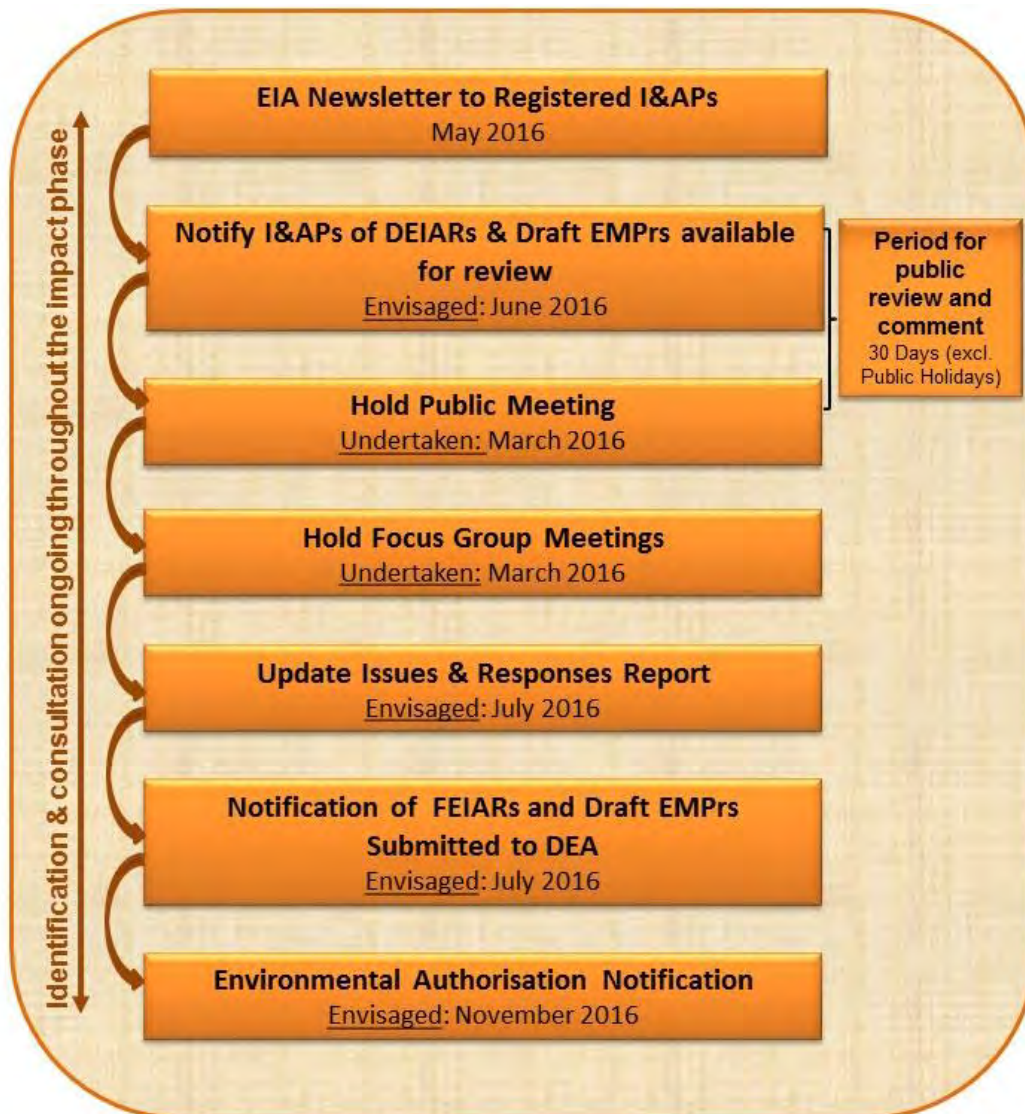 Identification & consultation ongoing throughout the impact phase
EIA Newsletter to Registered I&APs
May 2016
Notify I&APs of DEIARs & Draft EMPrs available
for review
Envisaged: June 2016
Period for
public
review and
comment
30 Days (excl.
Public Holidays)
Hold Public Meeting
Undertaken: March 2016
Hold Focus Group Meetings
Undertaken: March 2016
Update Issues & Responses Report
Envisaged: July 2016
Notification of FEIARs and Draft EMPrs
Submitted to DEA
Envisaged: July 2016
Environmental Authorisation Notification
Envisaged: November 2016